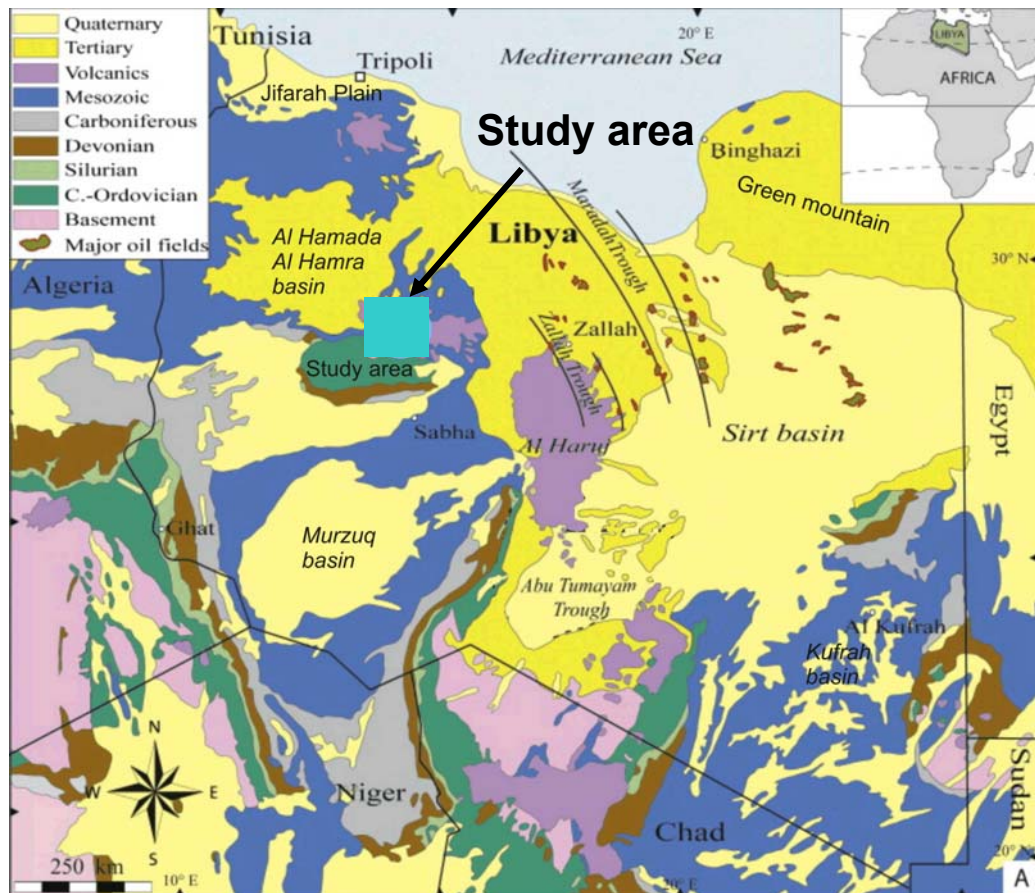 Quaternary
Tertiary
Volcanics
Mesozoic
Carboniferous
Devonian
Silurian
C.-Ordovician
Basement
Major oil fields
Tunisia
Tripoli
Jifarah Plain
20° E
Mediterranean Sea
LIBYA
AFRICA
Study area
Binghazi
Green mountain
Maradah Trough
Libya
Al Hamada
Al Hamra
basin
30° N
Algeria
Zallah
Zallah Trough
Study area
Sabha
Al Haruj
Sirt basin
Egypt
Ghat
Murzuq
basin
Abu Tumayam
Trough
Al Kufrah
Kufrah
basin
N
W
E
S
Niger
Chad
Sudan
250 km
10° E
20° E
20° N
A